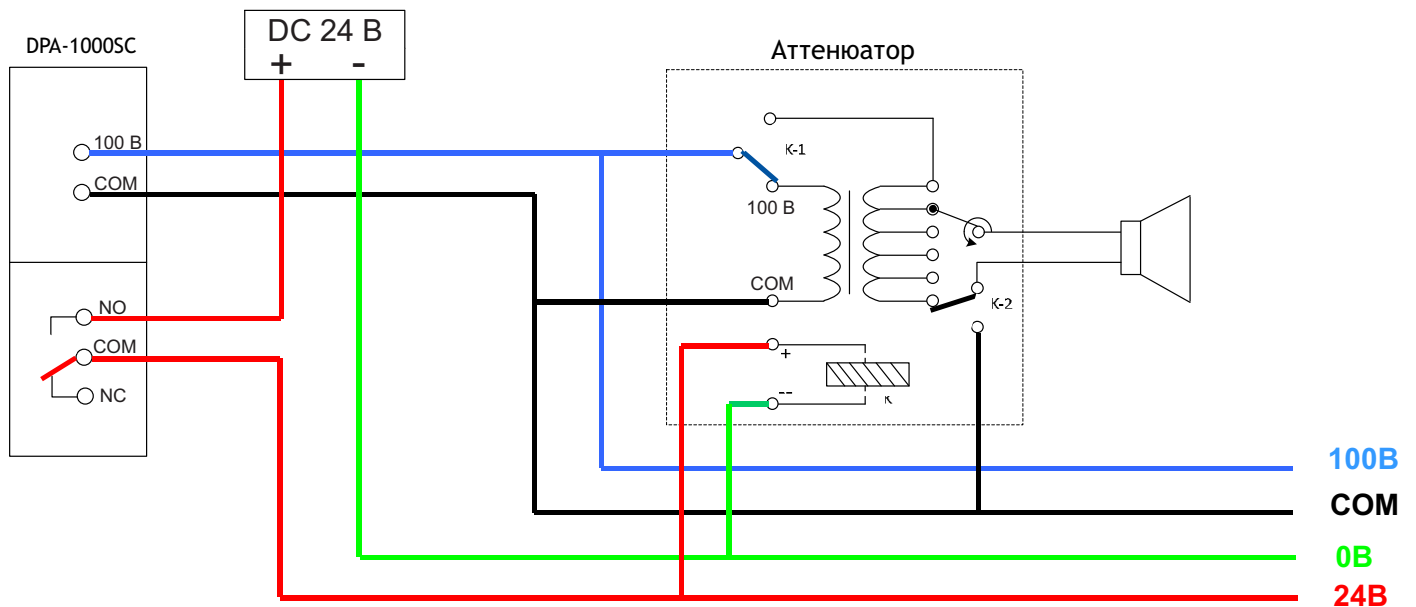 DPA-1000SC
DC 24 В
+ -
Аттенюатор
100 В
COM
K-1
100 В
COM
K-2
NO
COM
NC
+
--
K
100В
COM
0В
24В